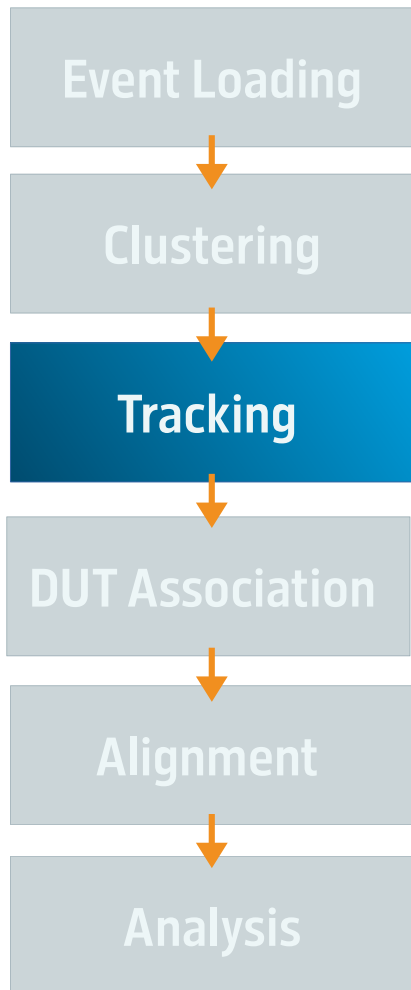 Event Loading
Clustering
Tracking
DUT Association
Alignment
Analysis